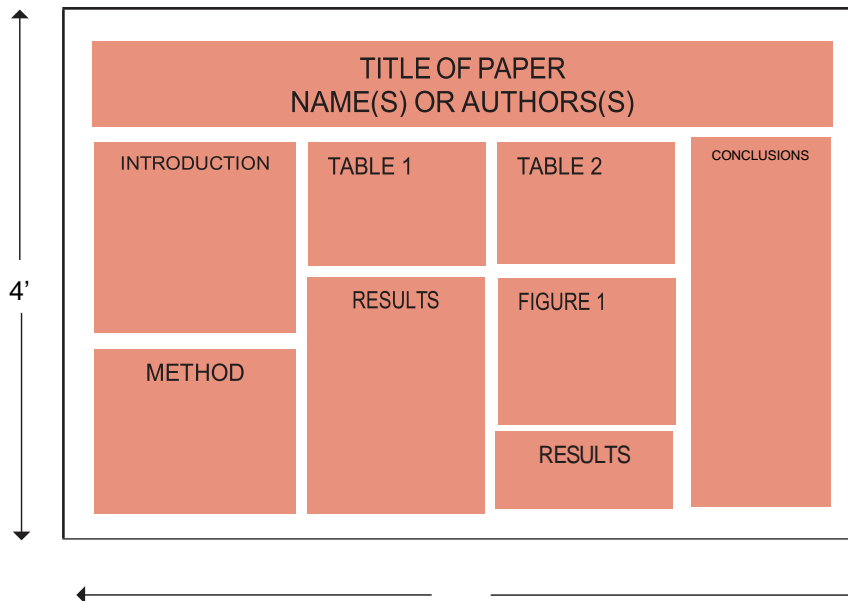 TITLE OF PAPER
NAME(S) OR AUTHORS(S)
INTRODUCTION
METHOD
TABLE 1
RESULTS
TABLE 2
FIGURE 1
RESULTS
CONCLUSIONS
4’